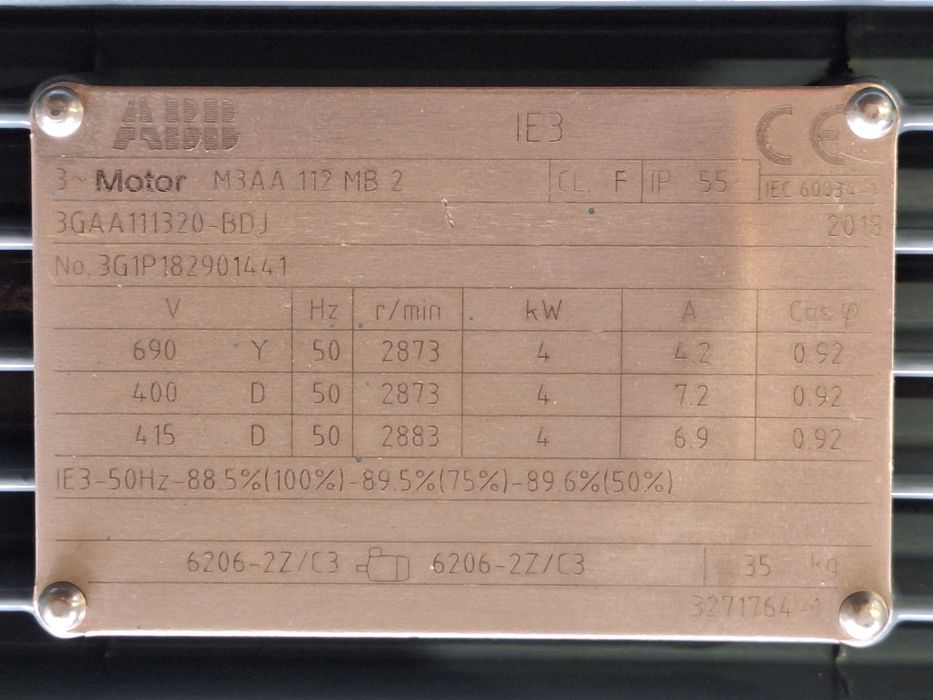 ABB IE3 CE
3~ Motor M3AA 112 MB 2 CL. F IP 55 IEC 60034-1
3GAA111320-BDJ 2018
No. 3G1P182901441
V Hz r/min kW A Cos φ
690 Y 50 2873 4 4.2 0.92
400 D 50 2873 4 7.2 0.92
415 D 50 2883 4 6.9 0.92
IE3-50Hz-88.5%(100%)-89.5%(75%)-89.6%(50%)
6206-2Z/C3 6206-2Z/C3 35 kg
3271764-1